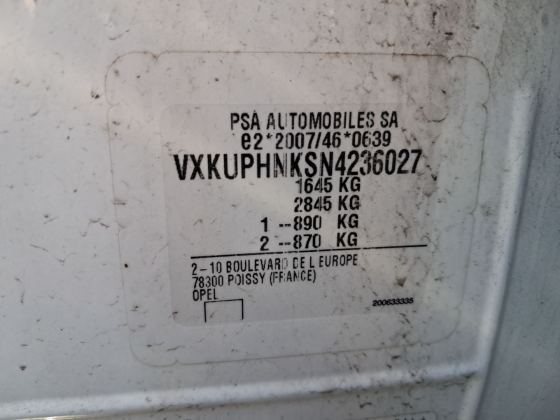 PSA AUTOMOBILES SA
e2*2007/46*0639
VXKUPHNKSN4236027
1645 KG
2845 KG
1 --890 KG
2 --870 KG
2-10 BOULEVARD DE L EUROPE
78300 POISSY (FRANCE)
OPEL
200633335